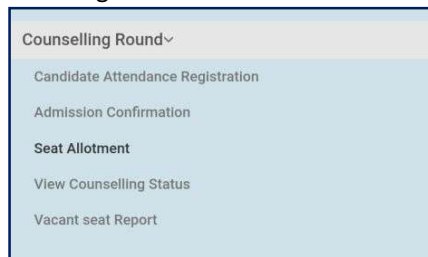 Counselling Round
Candidate Attendance Registration
Admission Confirmation
Seat Allotment
View Counselling Status
Vacant seat Report